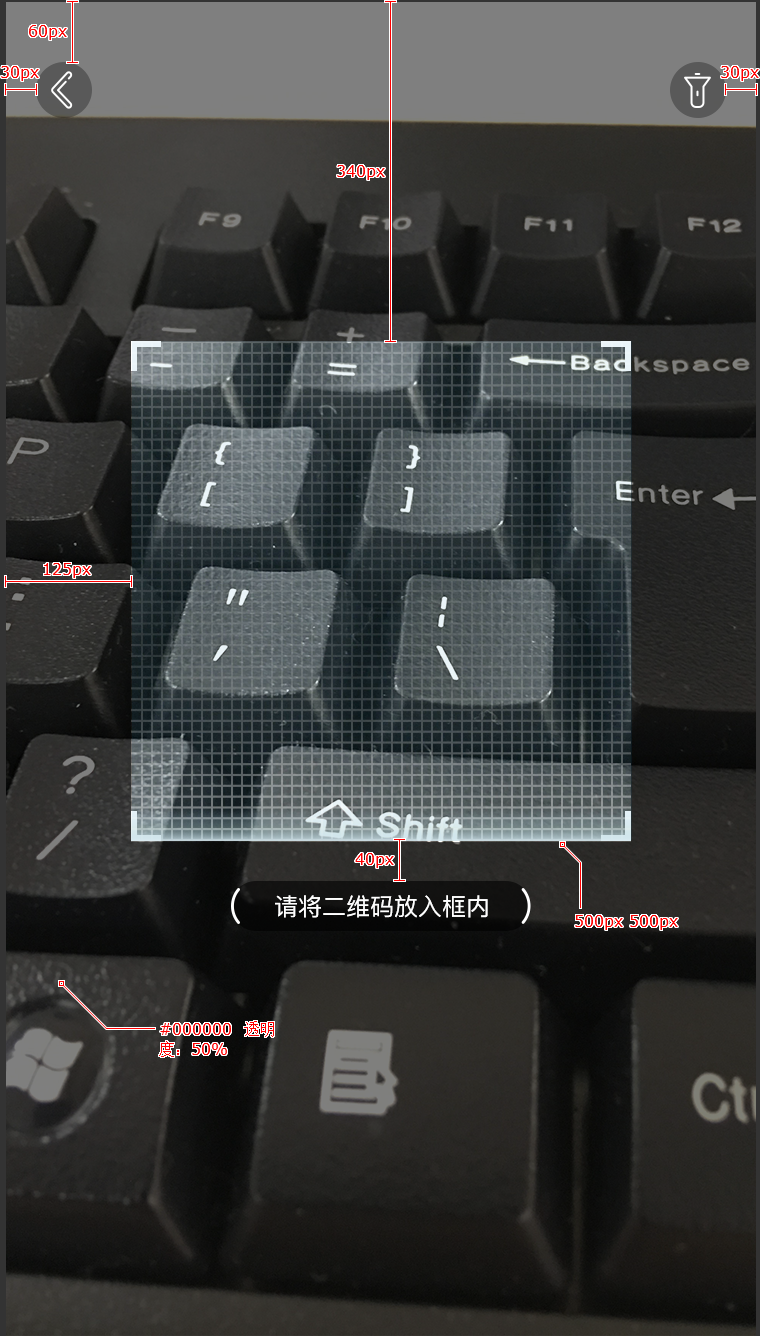 60px
30px
30px
340px
F9
F10
F11
F12
—
+
-
=
Backspace
P
{
[
}
]
Enter
125px
:
;
"
'
¦
\
?
/
Shift
40px
请将二维码放入框内
500px 500px
#000000 透明
度: 50%
Ct